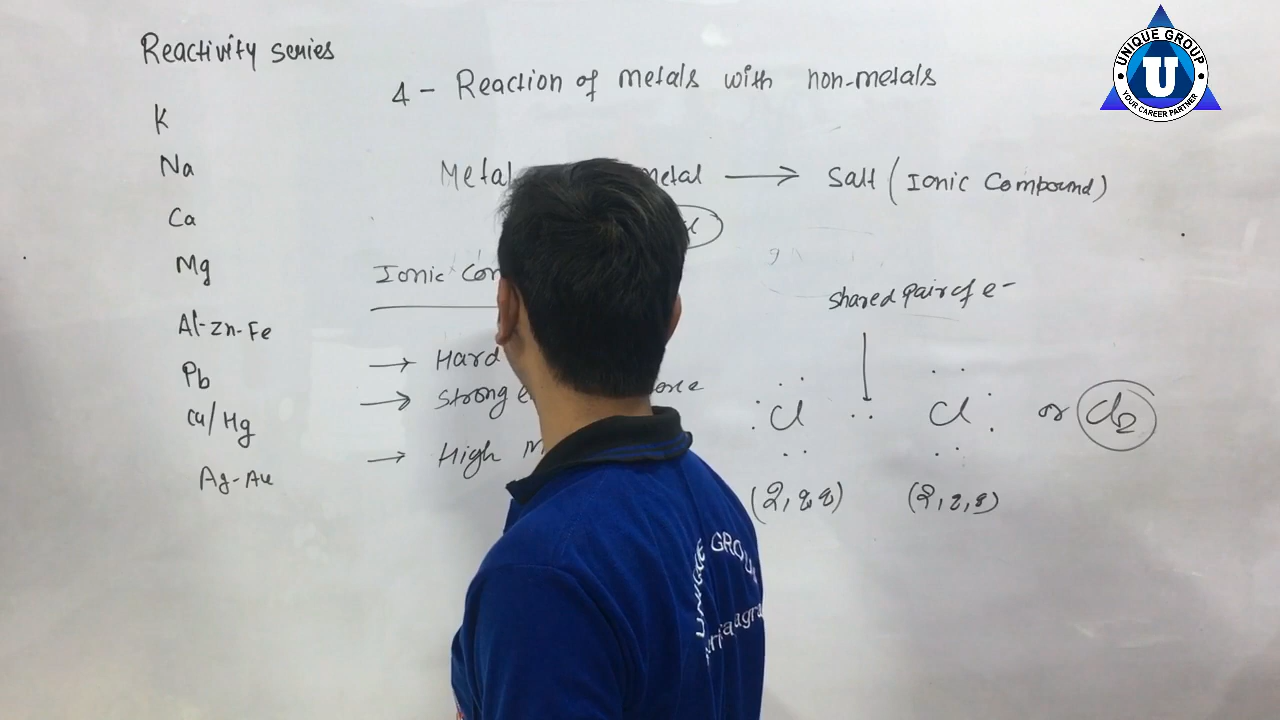 Reactivity series
K
Na
Ca
Mg
Al-Zn-Fe
Pb
Cu/Hg
Ag-Au
4 - Reaction of metals with non-metals
Metal metal → Salt (Ionic Compound)
Ionic
→ Hard
→ Strong
→ High
shared pair of e-
Cl Cl or Cl2
(2,8,8) (2,8,8)
UNIQUE GROUP
U
YOUR CAREER PARTNER
UNIQUE GROUP